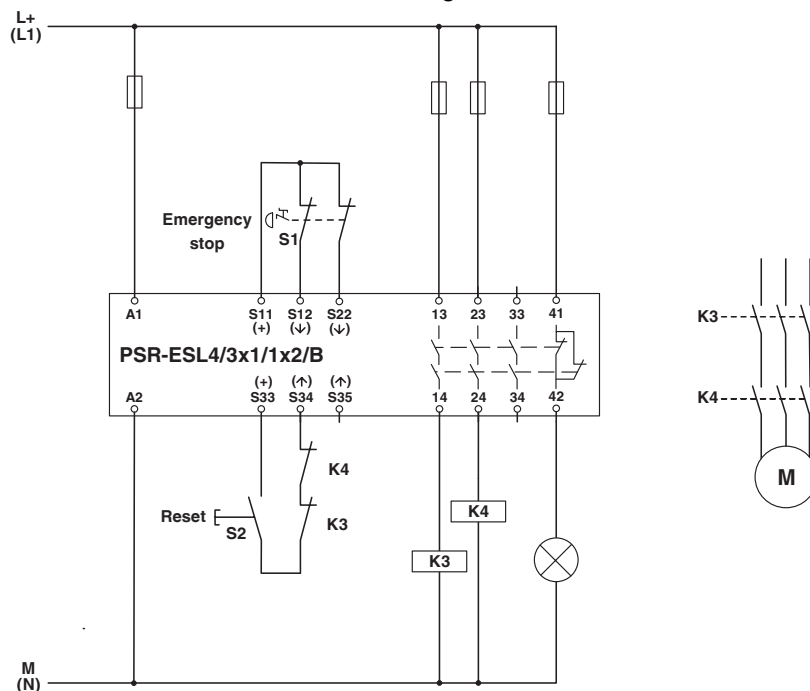 L+
(L1)
Emergency
stop
S1
A1 S11 S12 S22 13 23 33 41
(+) (↓) (↓)
PSR-ESL4/3x1/1x2/B
(+) (↑) (↑)
A2 S33 S34 S35 14 24 34 42
K3
K4
M
K4
Reset
S2
K3
K4
K3
M
(N)